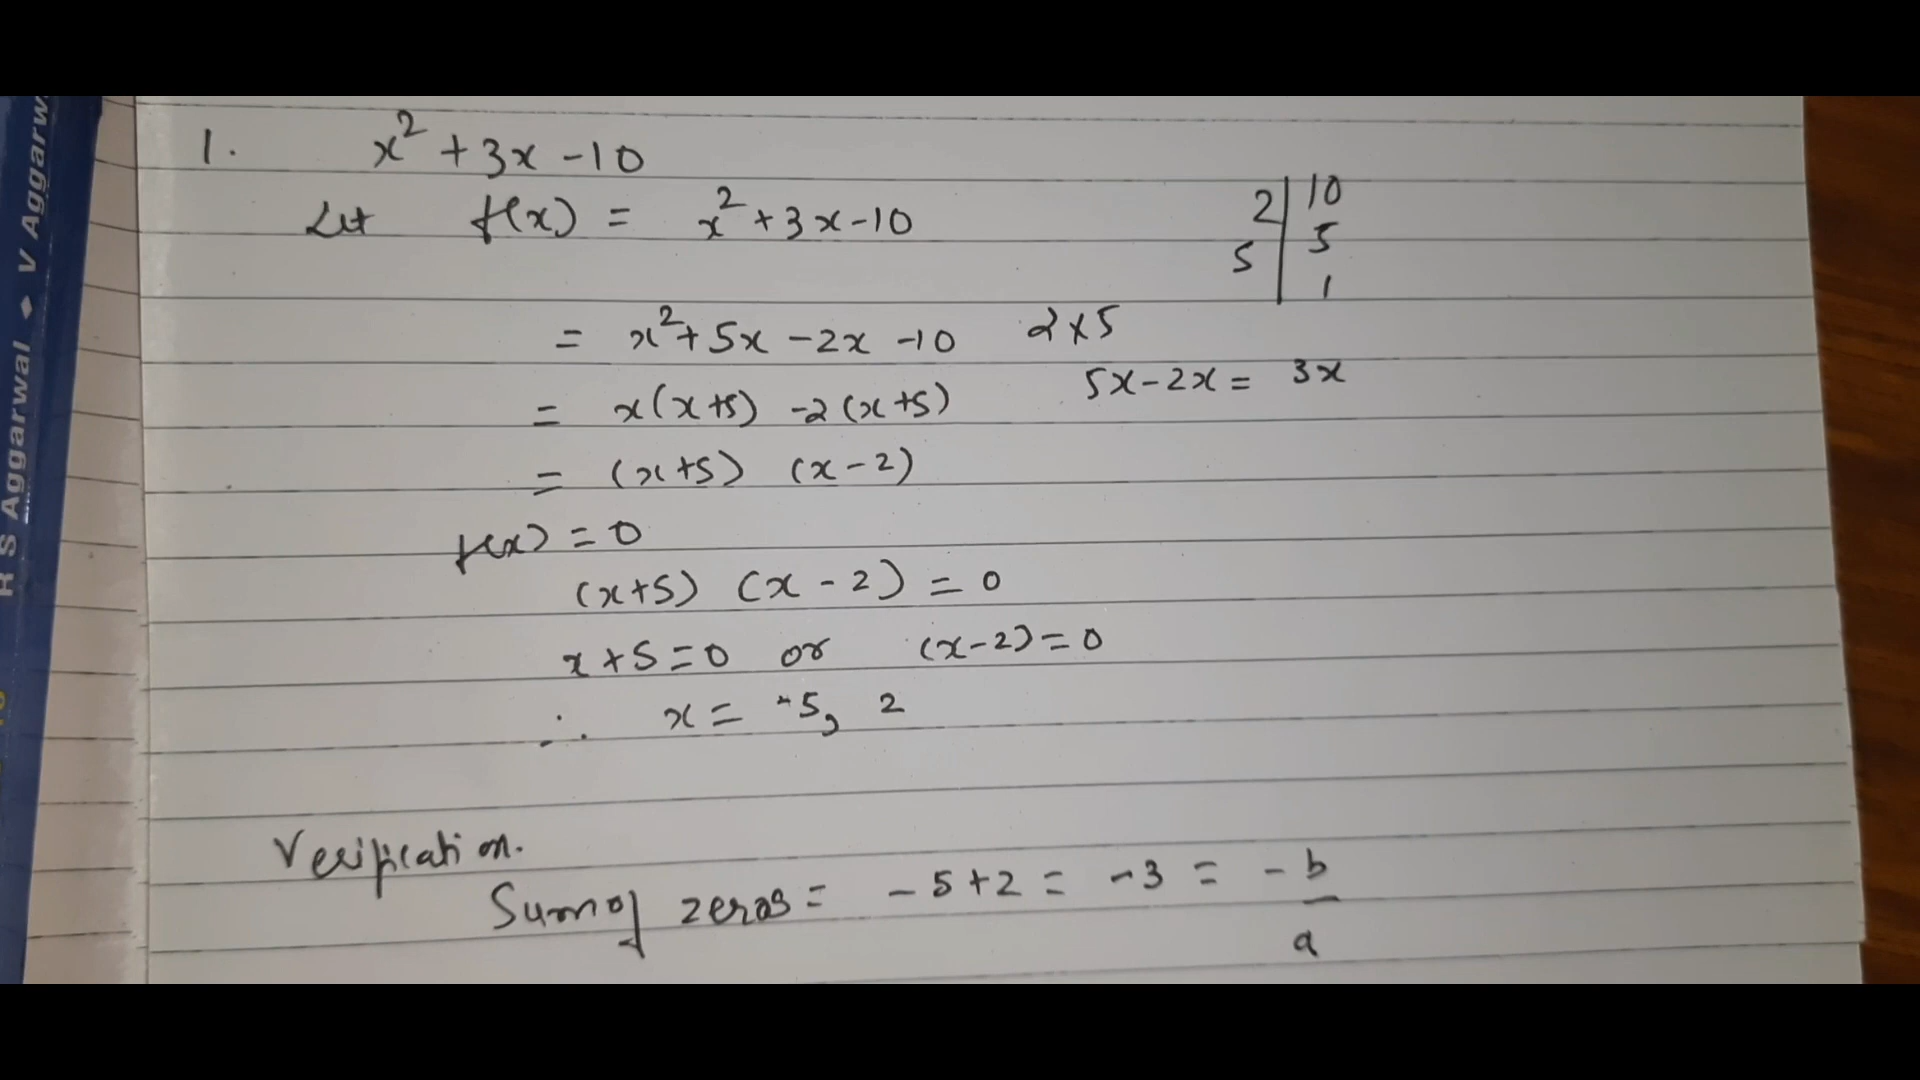 R S Aggarwal ♦ V Aggarw
1. x² + 3x - 10
Let f(x) = x² + 3x - 10
2 | 10
5 | 5
1
= x² + 5x - 2x - 10 2 x 5
5x - 2x = 3x
= x(x+5) -2(x+5)
= (x+5) (x-2)
f(x) = 0
(x+5) (x-2) = 0
x+5=0 or (x-2)=0
∴ x = -5, 2
Verification.
Sum of zeros = -5+2 = -3 = -b/a